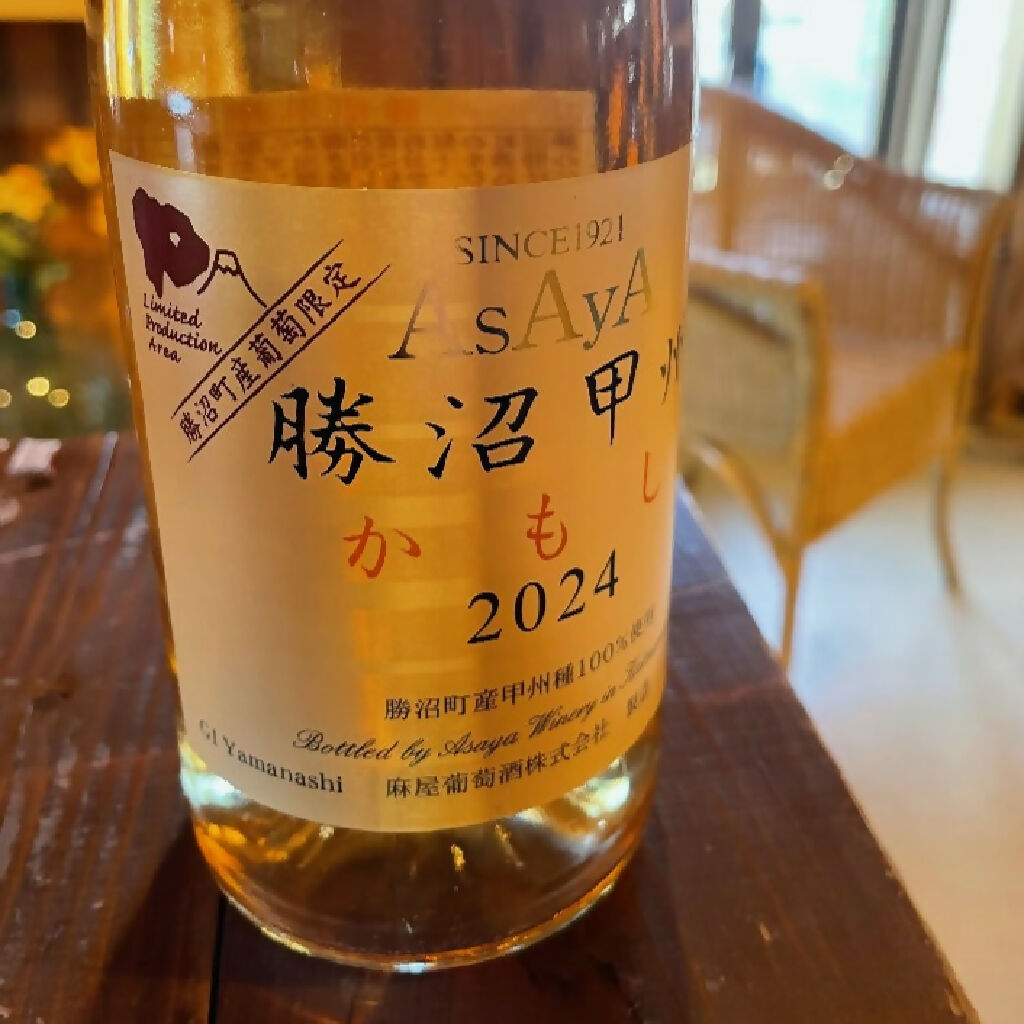 Limited
Production
Area
勝沼町産葡萄限定
SINCE1921
AsAyA
勝沼甲州
かもし
2024
勝沼町産甲州種100%使用
Bottled by Asaya Winery in
GI Yamanashi
麻屋葡萄酒株式会社